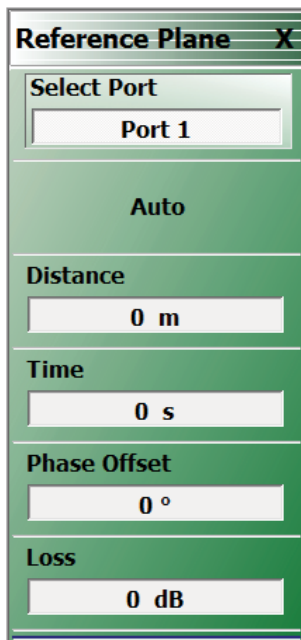 Reference Plane X
Select Port
Port 1
Auto
Distance
0 m
Time
0 s
Phase Offset
0 °
Loss
0 dB